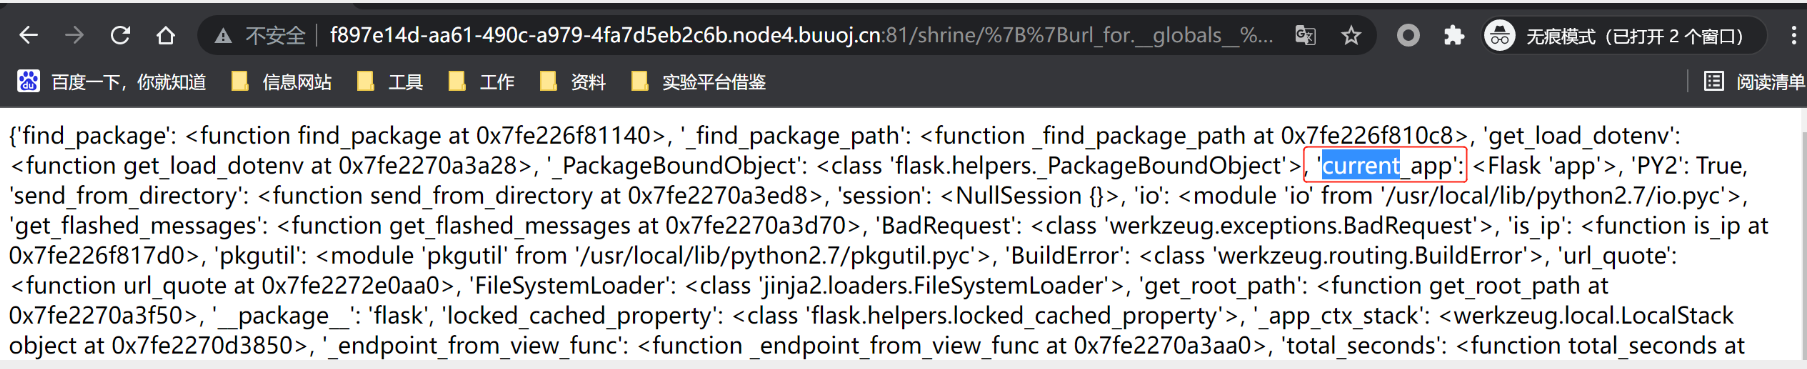 不安全 f897e14d-aa61-490c-a979-4fa7d5eb2c6b.node4.buuoj.cn:81/shrine/%7B%7Burl_for.__globals__%... 无痕模式（已打开 2 个窗口）
百度一下，你就知道 信息网站 工具 工作 资料 实验平台借鉴 阅读清单
{'find_package': <function find_package at 0x7fe226f81140>, '_find_package_path': <function _find_package_path at 0x7fe226f810c8>, 'get_load_dotenv':
<function get_load_dotenv at 0x7fe2270a3a28>, '_PackageBoundObject': <class 'flask.helpers._PackageBoundObject'>, 'current_app': <Flask 'app'>, 'PY2': True,
'send_from_directory': <function send_from_directory at 0x7fe2270a3ed8>, 'session': <NullSession {}>, 'io': <module 'io' from '/usr/local/lib/python2.7/io.pyc'>,
'get_flashed_messages': <function get_flashed_messages at 0x7fe2270a3d70>, 'BadRequest': <class 'werkzeug.exceptions.BadRequest'>, 'is_ip': <function is_ip at
0x7fe226f817d0>, 'pkgutil': <module 'pkgutil' from '/usr/local/lib/python2.7/pkgutil.pyc'>, 'BuildError': <class 'werkzeug.routing.BuildError'>, 'url_quote':
<function url_quote at 0x7fe2272e0aa0>, 'FileSystemLoader': <class 'jinja2.loaders.FileSystemLoader'>, 'get_root_path': <function get_root_path at
0x7fe2270a3f50>, '__package__': 'flask', 'locked_cached_property': <class 'flask.helpers.locked_cached_property'>, '_app_ctx_stack': <werkzeug.local.LocalStack
object at 0x7fe2270d3850>, '_endpoint_from_view_func': <function _endpoint_from_view_func at 0x7fe2270a3aa0>, 'total_seconds': <function total_seconds at